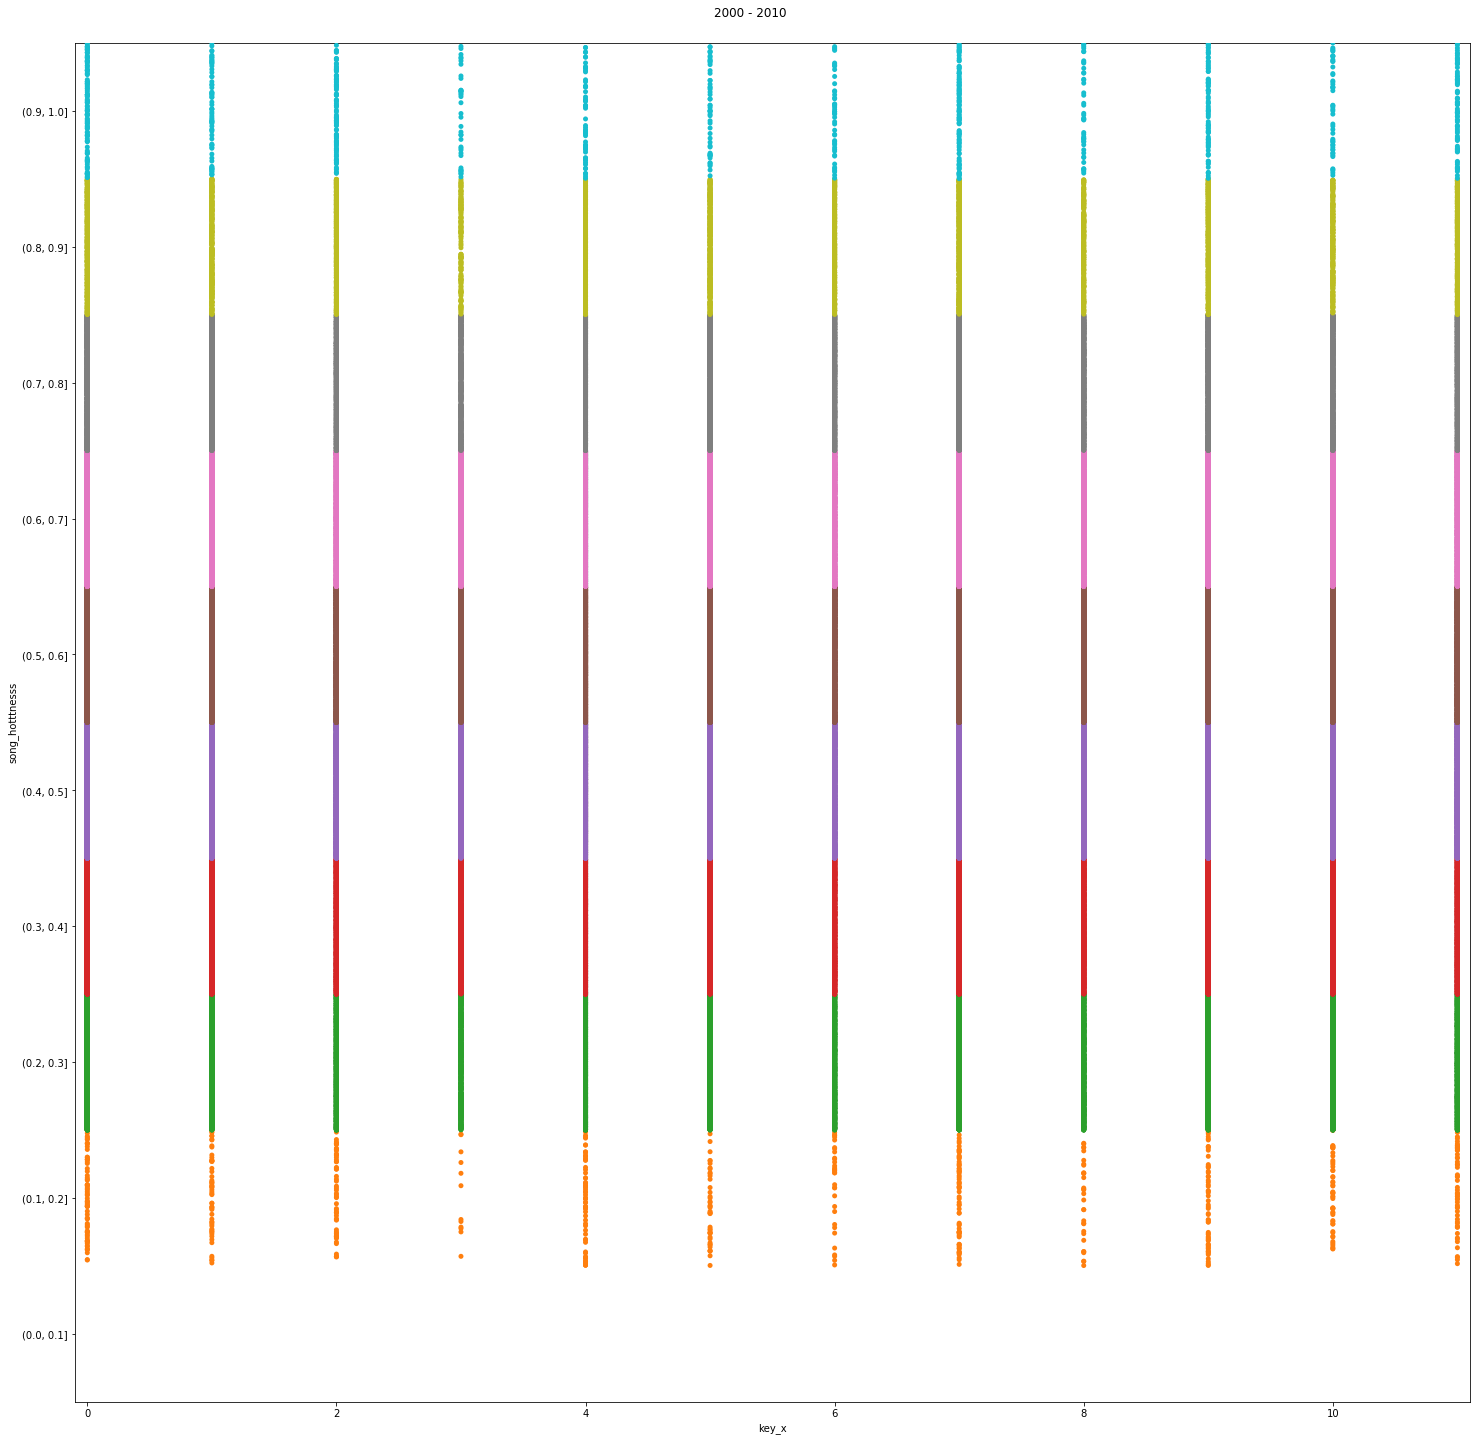 2000 - 2010
(0.9, 1.0]
(0.8, 0.9]
(0.7, 0.8]
(0.6, 0.7]
(0.5, 0.6]
(0.4, 0.5]
(0.3, 0.4]
(0.2, 0.3]
(0.1, 0.2]
(0.0, 0.1]
song_hotttnesss
0 2 4 6 8 10
key_x